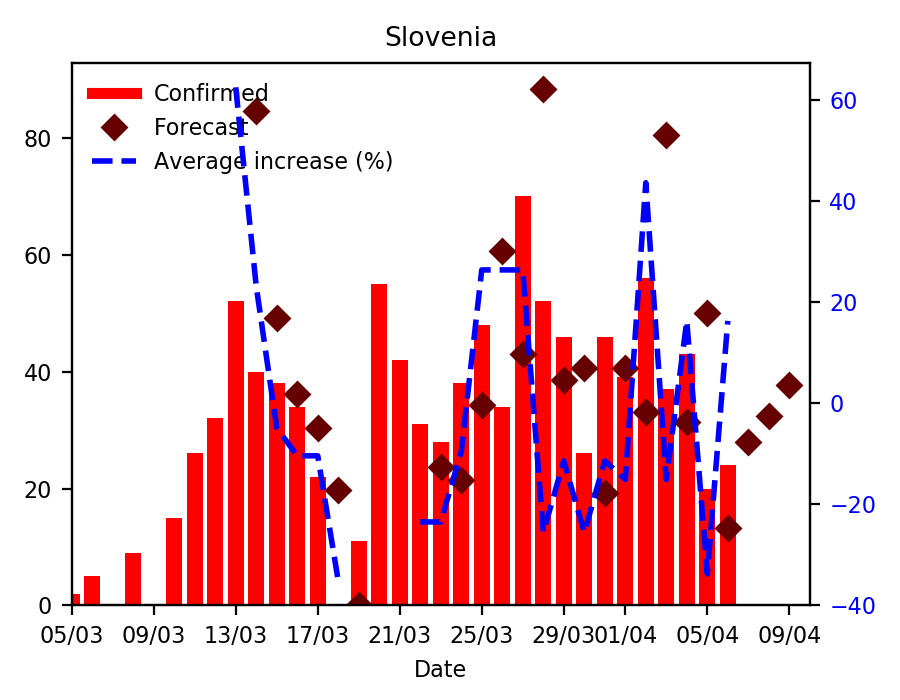 Slovenia
Confirmed
Forecast
Average increase (%)
80
60
40
20
0
60
40
20
0
−20
−40
05/03 09/03 13/03 17/03 21/03 25/03 29/03 01/04 05/04 09/04
Date